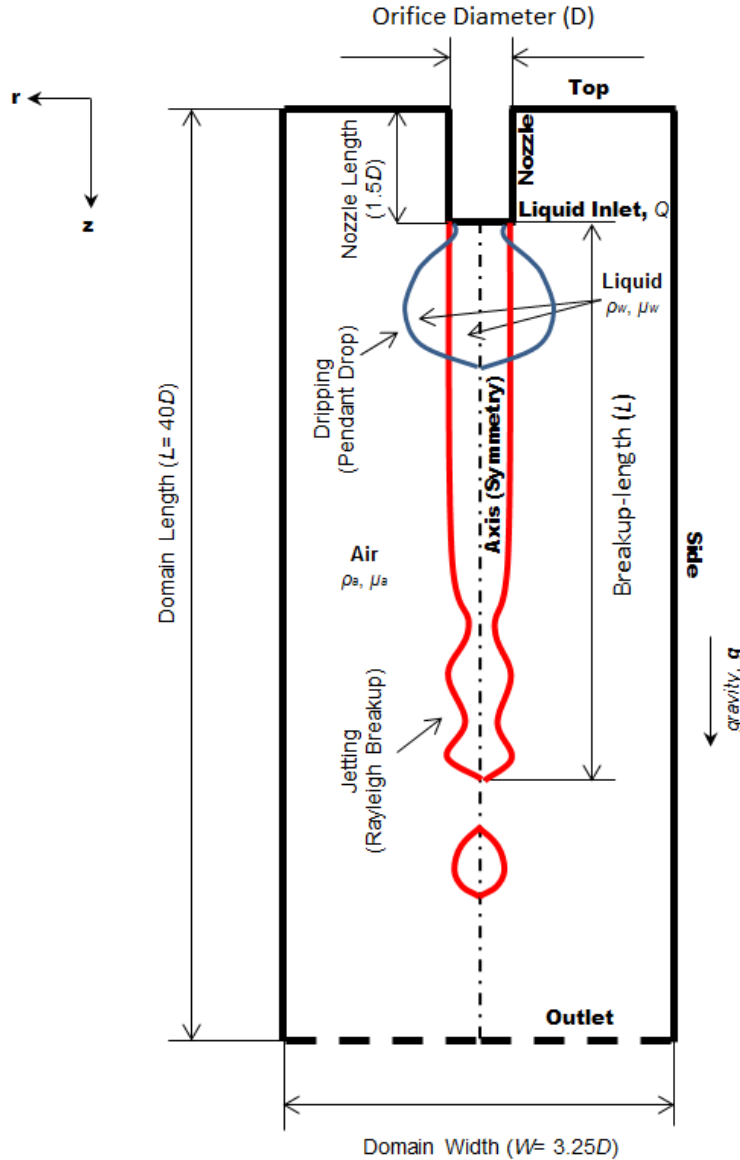 Orifice Diameter (D)
r
z
Top
Nozzle Length
(1.5D)
Nozzle
Liquid Inlet, Q
Liquid
ρw, μw
Dripping
(Pendant Drop)
Axis (Symmetry)
Breakup-length (L)
Domain Length (L= 40D)
Air
ρa, μa
Side
gravity, g
Jetting
(Rayleigh Breakup)
Outlet
Domain Width (W= 3.25D)